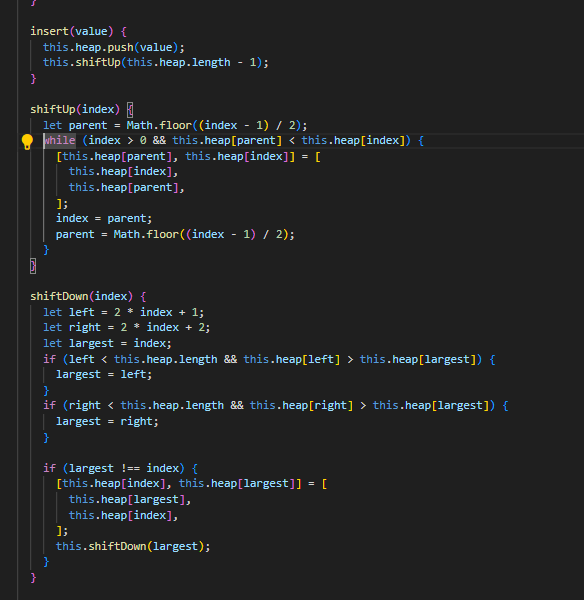 }
insert(value) {
this.heap.push(value);
this.shiftUp(this.heap.length - 1);
}
shiftUp(index) {
let parent = Math.floor((index - 1) / 2);
while (index > 0 && this.heap[parent] < this.heap[index]) {
[this.heap[parent], this.heap[index]] = [
this.heap[index],
this.heap[parent],
];
index = parent;
parent = Math.floor((index - 1) / 2);
}
}
shiftDown(index) {
let left = 2 * index + 1;
let right = 2 * index + 2;
let largest = index;
if (left < this.heap.length && this.heap[left] > this.heap[largest]) {
largest = left;
}
if (right < this.heap.length && this.heap[right] > this.heap[largest]) {
largest = right;
}
if (largest !== index) {
[this.heap[index], this.heap[largest]] = [
this.heap[largest],
this.heap[index],
];
this.shiftDown(largest);
}
}